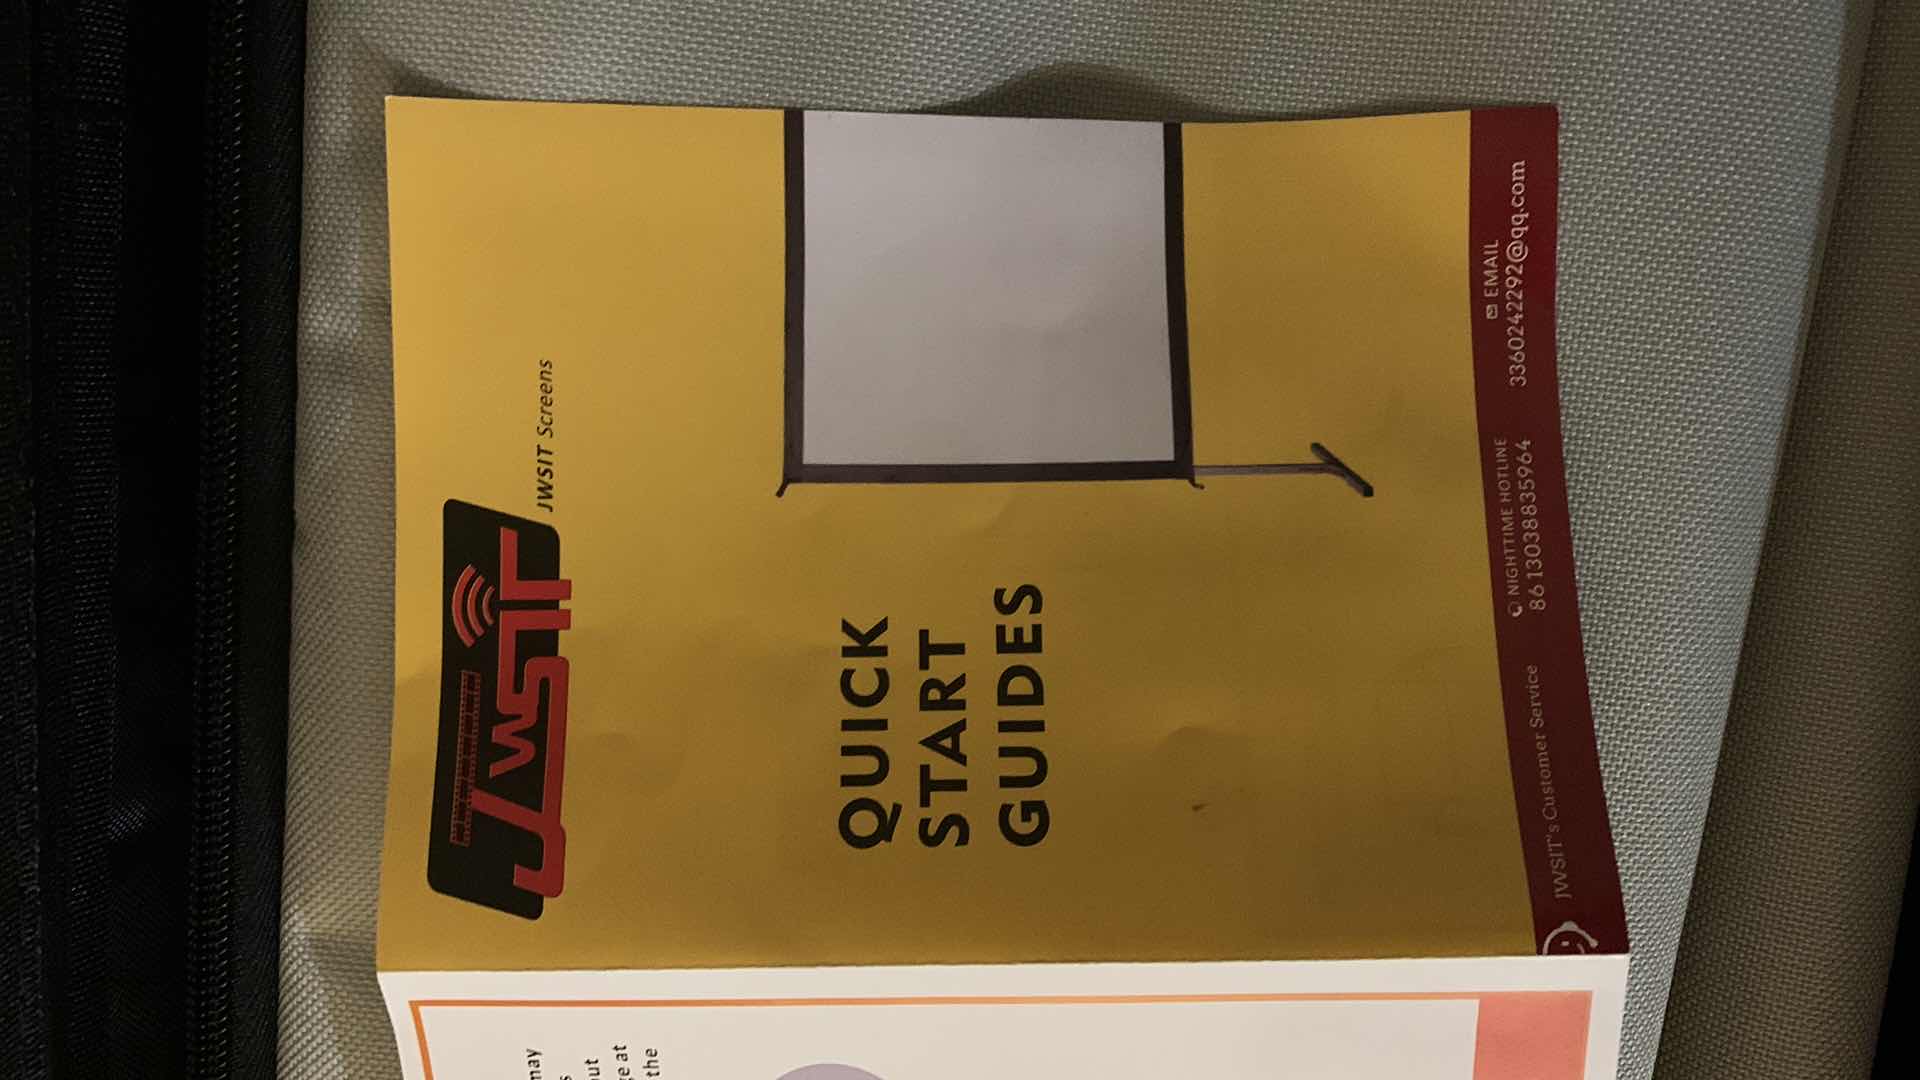 JWSIT
JWSIT Screens
QUICK
START
GUIDES
JWSIT's Customer Service
NIGHTTIME HOTLINE
86 13038835964
EMAIL
3360242292@qq.com
may
s
out
ge at
the